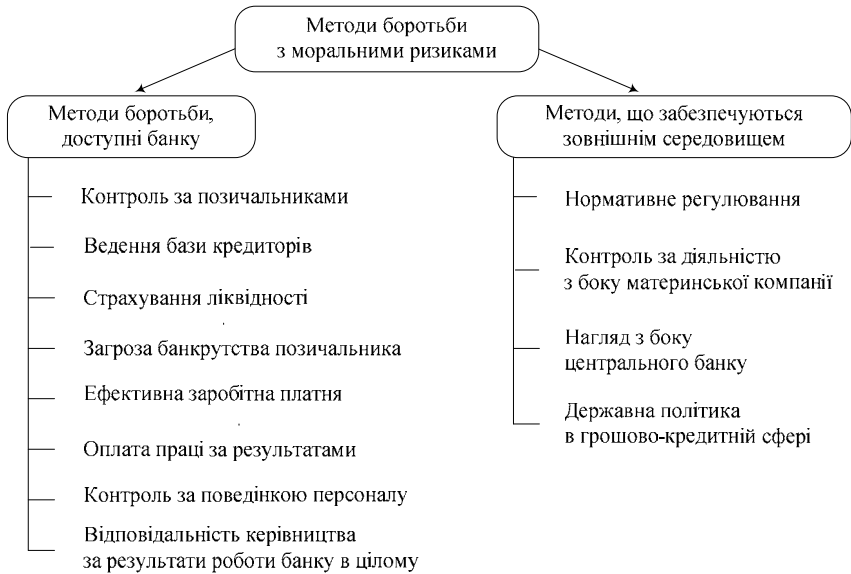 Методи боротьби
з моральними ризиками
Методи боротьби,
доступні банку
Контроль за позичальниками
Ведення бази кредиторів
Страхування ліквідності
Загроза банкрутства позичальника
Ефективна заробітна платня
Оплата праці за результатами
Контроль за поведінкою персоналу
Відповідальність керівництва
за результати роботи банку в цілому
Методи, що забезпечуються
зовнішнім середовищем
Нормативне регулювання
Контроль за діяльністю
з боку материнської компанії
Нагляд з боку
центрального банку
Державна політика
в грошово-кредитній сфері